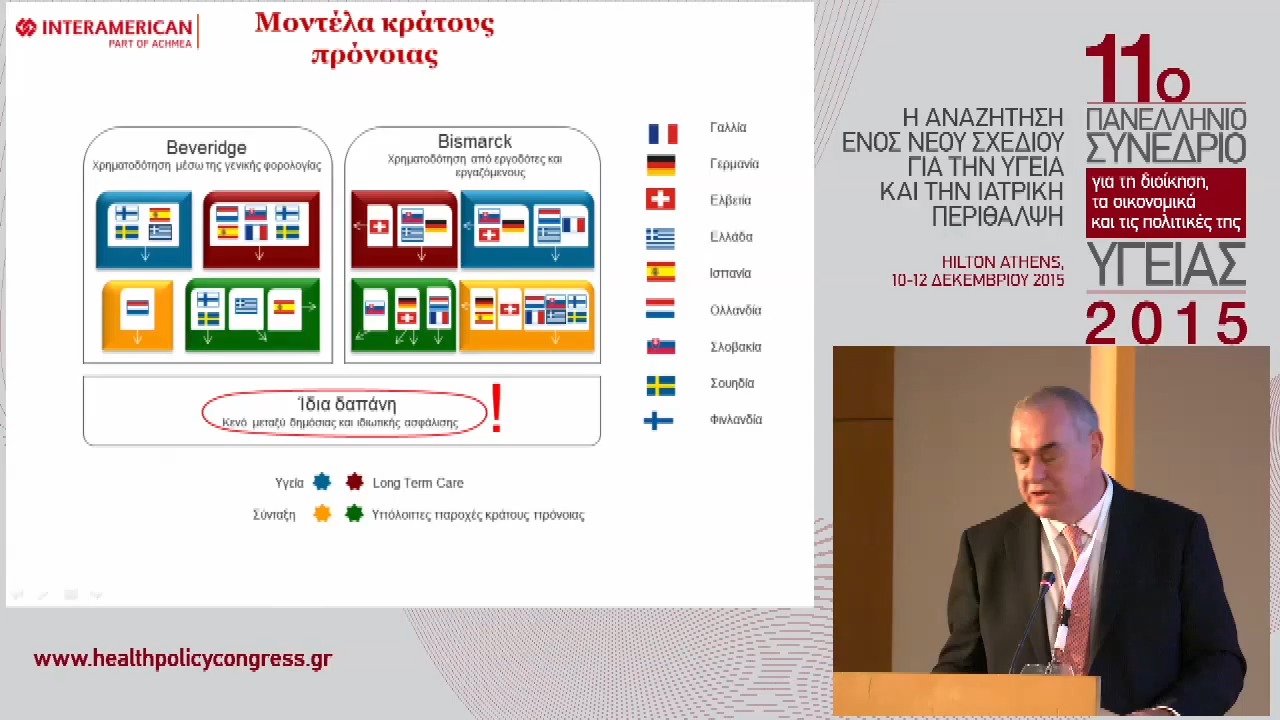 INTERAMERICAN
PART OF ACHMEA
Μοντέλα κράτους
πρόνοιας
Beveridge
Χρηματοδότηση μέσω της γενικής φορολογίας
Bismarck
Χρηματοδότηση από εργοδότες και
εργαζόμενους
Ίδια δαπάνη
Κενό μεταξύ δημόσιας και ιδιωτικής ασφάλισης
!
Υγεία
Long Term Care
Σύνταξη
Υπόλοιπες παροχές κράτους πρόνοιας
Γαλλία
Γερμανία
Ελβετία
Ελλάδα
Ισπανία
Ολλανδία
Σλοβακία
Σουηδία
Φινλανδία
Η ΑΝΑΖΗΤΗΣΗ
ΕΝΟΣ ΝΕΟΥ ΣΧΕΔΙΟΥ
ΓΙΑ ΤΗΝ ΥΓΕΙΑ
ΚΑΙ ΤΗΝ ΙΑΤΡΙΚΗ
ΠΕΡΙΘΑΛΨΗ
HILTON ATHENS,
10-12 ΔΕΚΕΜΒΡΙΟΥ 2015
11ο
ΠΑΝΕΛΛΗΝΙΟ
ΣΥΝΕΔΡΙΟ
για τη διοίκηση,
τα οικονομικά
και τις πολιτικές της
ΥΓΕΙΑΣ
2015
www.healthpolicycongress.gr